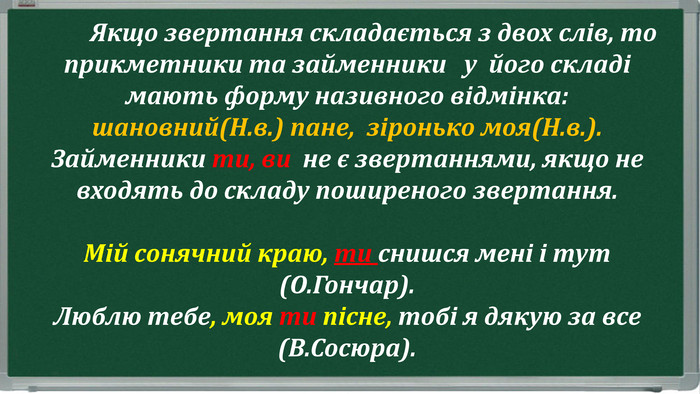 Якщо звертання складається з двох слів, то
прикметники та займенники у його складі
мають форму називного відмінка:
шановний(Н.в.) пане, зіронько моя(Н.в.).
Займенники ти, ви не є звертаннями, якщо не
входять до складу поширеного звертання.
Мій сонячний краю, ти снишся мені і тут
(О.Гончар).
Люблю тебе, моя ти пісне, тобі я дякую за все
(В.Сосюра).